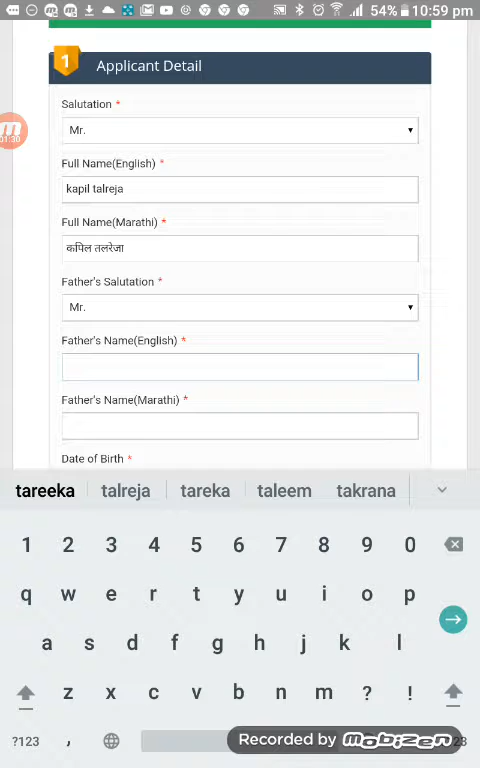 54% 10:59 pm
1 Applicant Detail
Salutation *
Mr.
Full Name(English) *
kapil talreja
Full Name(Marathi) *
कपिल तलरेजा
Father's Salutation *
Mr.
Father's Name(English) *
Father's Name(Marathi) *
Date of Birth *
tareeka talreja tareka taleem takrana
1 2 3 4 5 6 7 8 9 0
q w e r t y u i o p
a s d f g h j k l
z x c v b n m ? !
?123 ,
Recorded by mobizen